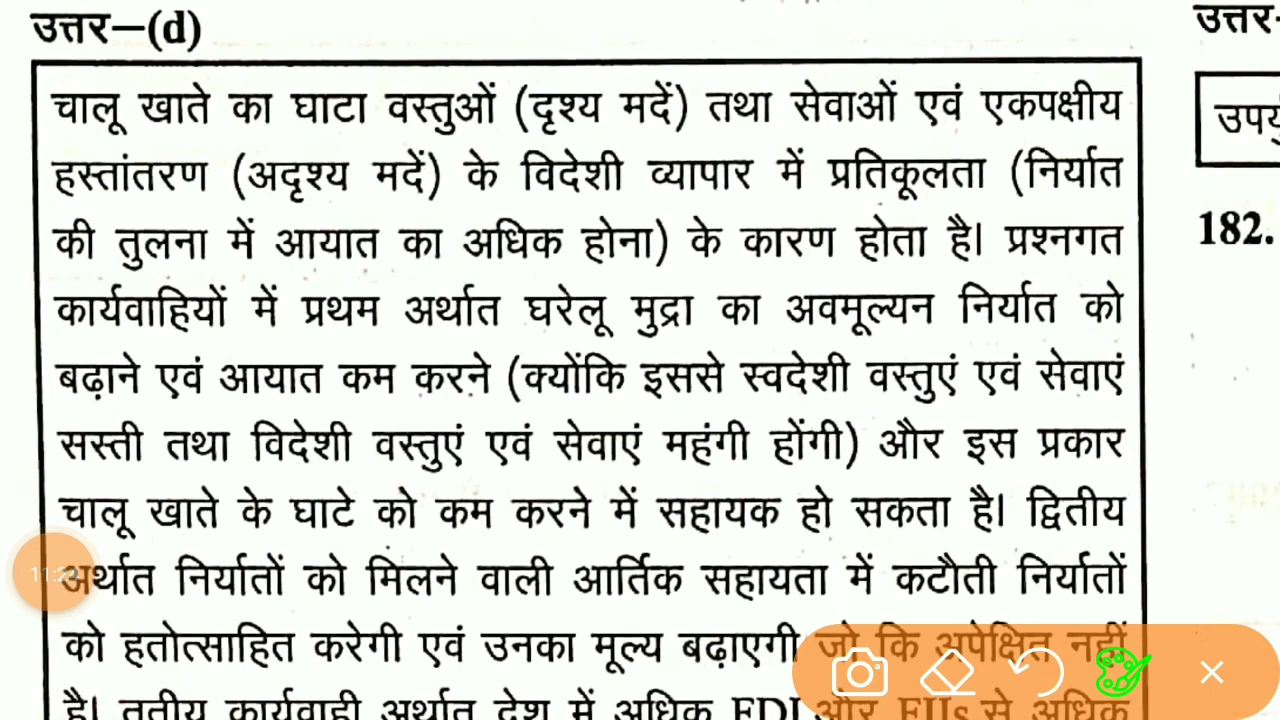 उत्तर–(d)
चालू खाते का घाटा वस्तुओं (दृश्य मदें) तथा सेवाओं एवं एकपक्षीय
हस्तांतरण (अदृश्य मदें) के विदेशी व्यापार में प्रतिकूलता (निर्यात
की तुलना में आयात का अधिक होना) के कारण होता है। प्रश्नगत
कार्यवाहियों में प्रथम अर्थात घरेलू मुद्रा का अवमूल्यन निर्यात को
बढ़ाने एवं आयात कम करने (क्योंकि इससे स्वदेशी वस्तुएं एवं सेवाएं
सस्ती तथा विदेशी वस्तुएं एवं सेवाएं महंगी होंगी) और इस प्रकार
चालू खाते के घाटे को कम करने में सहायक हो सकता है। द्वितीय
अर्थात निर्यातों को मिलने वाली आर्तिक सहायता में कटौती निर्यातों
को हतोत्साहित करेगी एवं उनका मूल्य बढ़ाएगी जो कि अपेक्षित नहीं
है। तृतीय कार्यवाही अर्थात देश में अधिक FDI और FIIs से अधिक
उत्तर
182.